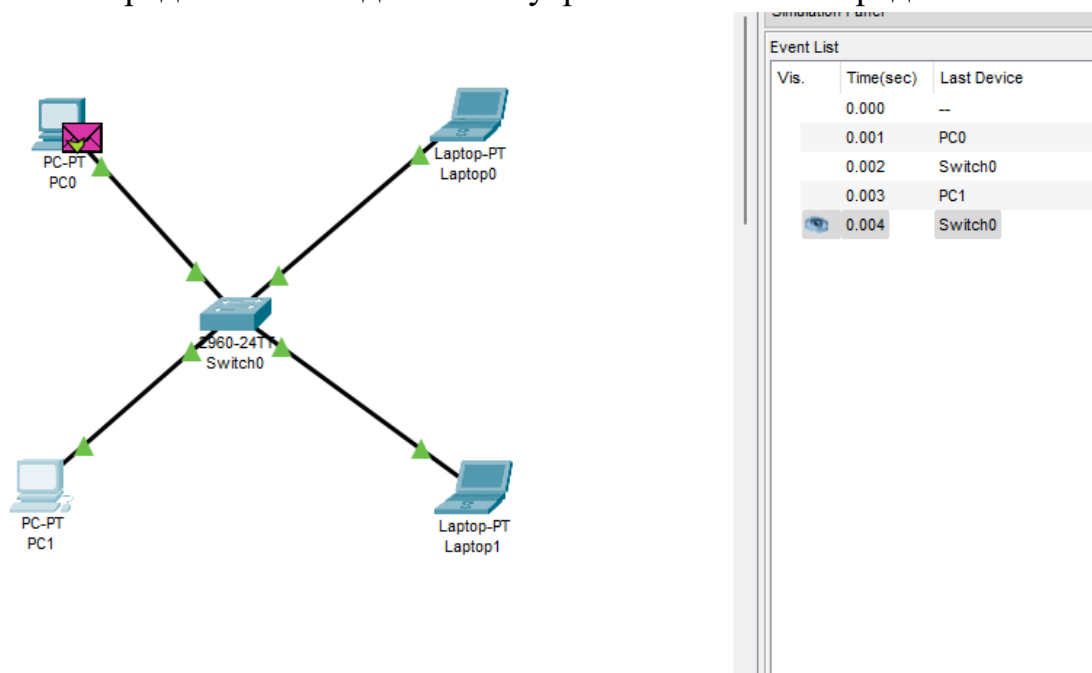 Event List
Vis. Time(sec) Last Device
0.000 --
0.001 PC0
0.002 Switch0
0.003 PC1
0.004 Switch0
PC-PT
PC0
Laptop-PT
Laptop0
2960-24TT
Switch0
PC-PT
PC1
Laptop-PT
Laptop1